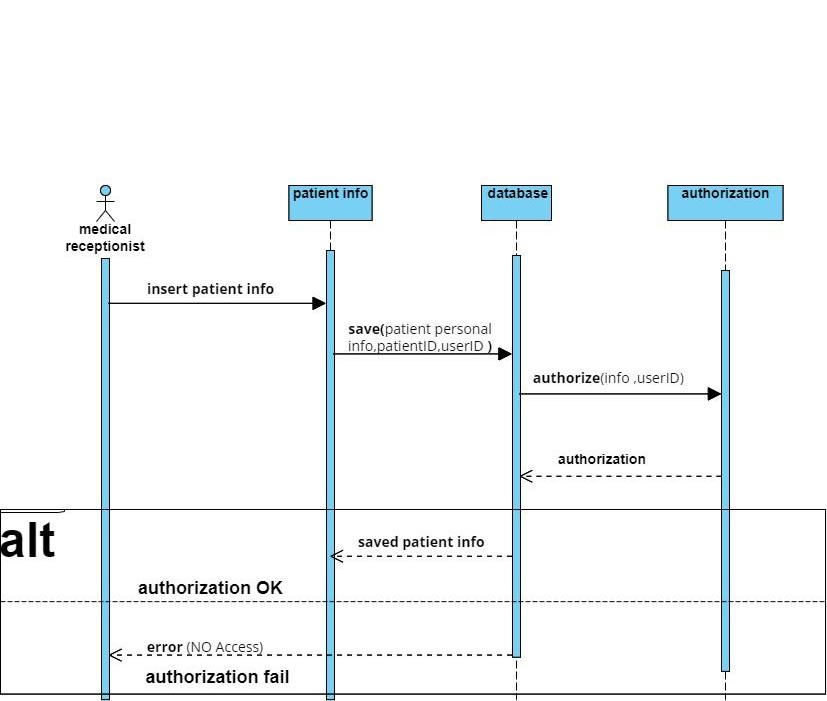 medical
receptionist
patient info
database
authorization
insert patient info
save(patient personal
info,patientID,userID )
authorize(info ,userID)
authorization
alt
saved patient info
authorization OK
error (NO Access)
authorization fail